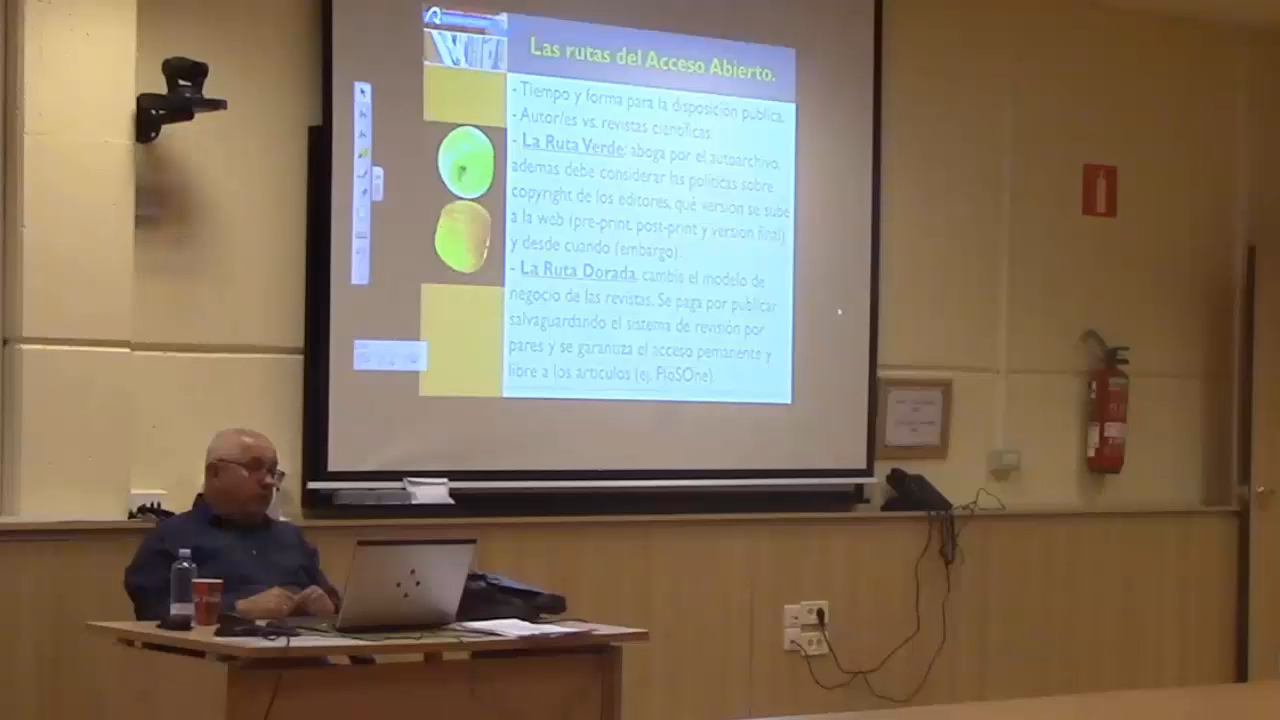 Las rutas del Acceso Abierto.
- Tiempo y forma para la disposición pública.
- Autor/es vs. revistas científicas.
- La Ruta Verde: aboga por el autoarchivo,
ademas debe considerar las políticas sobre
copyright de los editores, qué version se sube
a la web (pre-print, post-print y version final)
y desde cuando (embargo).
- La Ruta Dorada, cambia el modelo de
negocio de las revistas. Se paga por publicar
salvaguardando el sistema de revisión por
pares y se garantiza el acceso permanente y
libre a los articulos (ej. PloSOne).